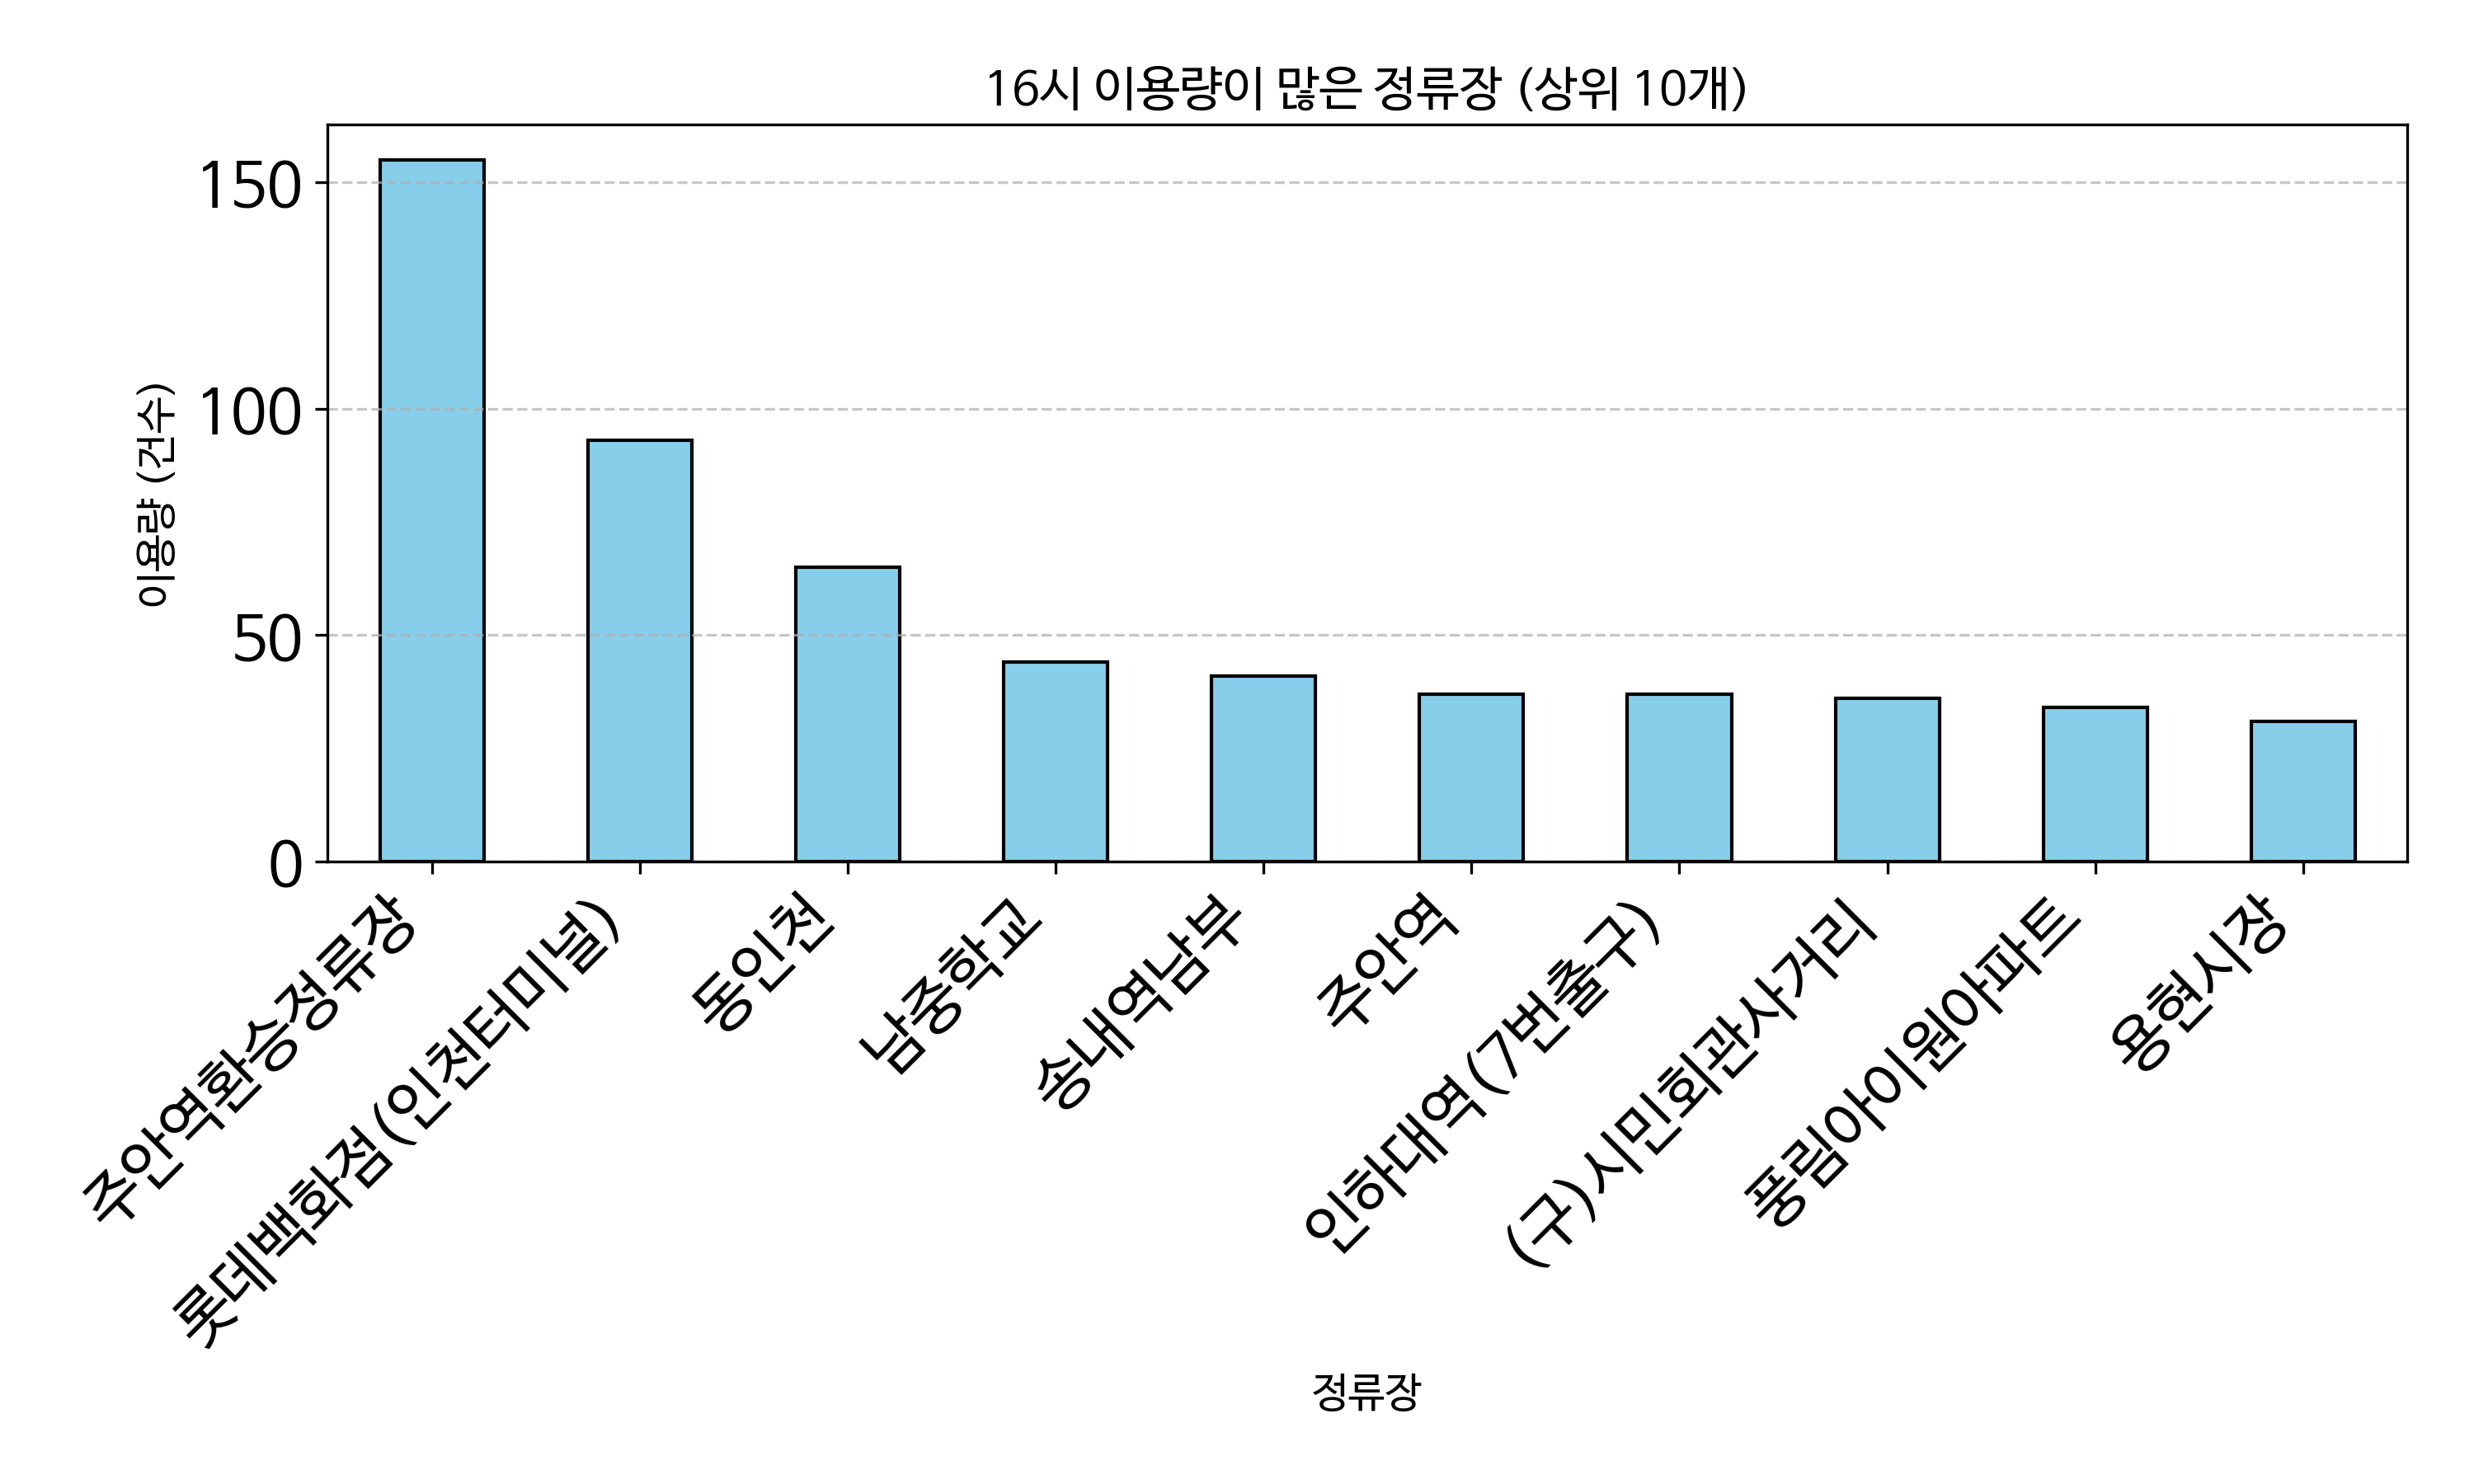 16시 이용량이 많은 정류장 (상위 10개)
이용량 (건수)
150
100
50
0
주안역환승정류장
롯데백화점(인천터미널)
동인천
남중학교
송내역남부
주안역
인하대역(7번출구)
(구)시민회관사거리
풍림아이원아파트
용현시장
정류장